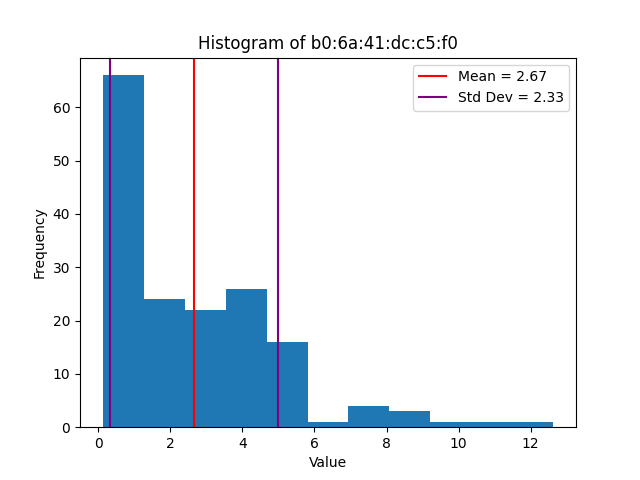 Histogram of b0:6a:41:dc:c5:f0
Mean = 2.67
Std Dev = 2.33
Frequency
60
50
40
30
20
10
0
0 2 4 6 8 10 12
Value